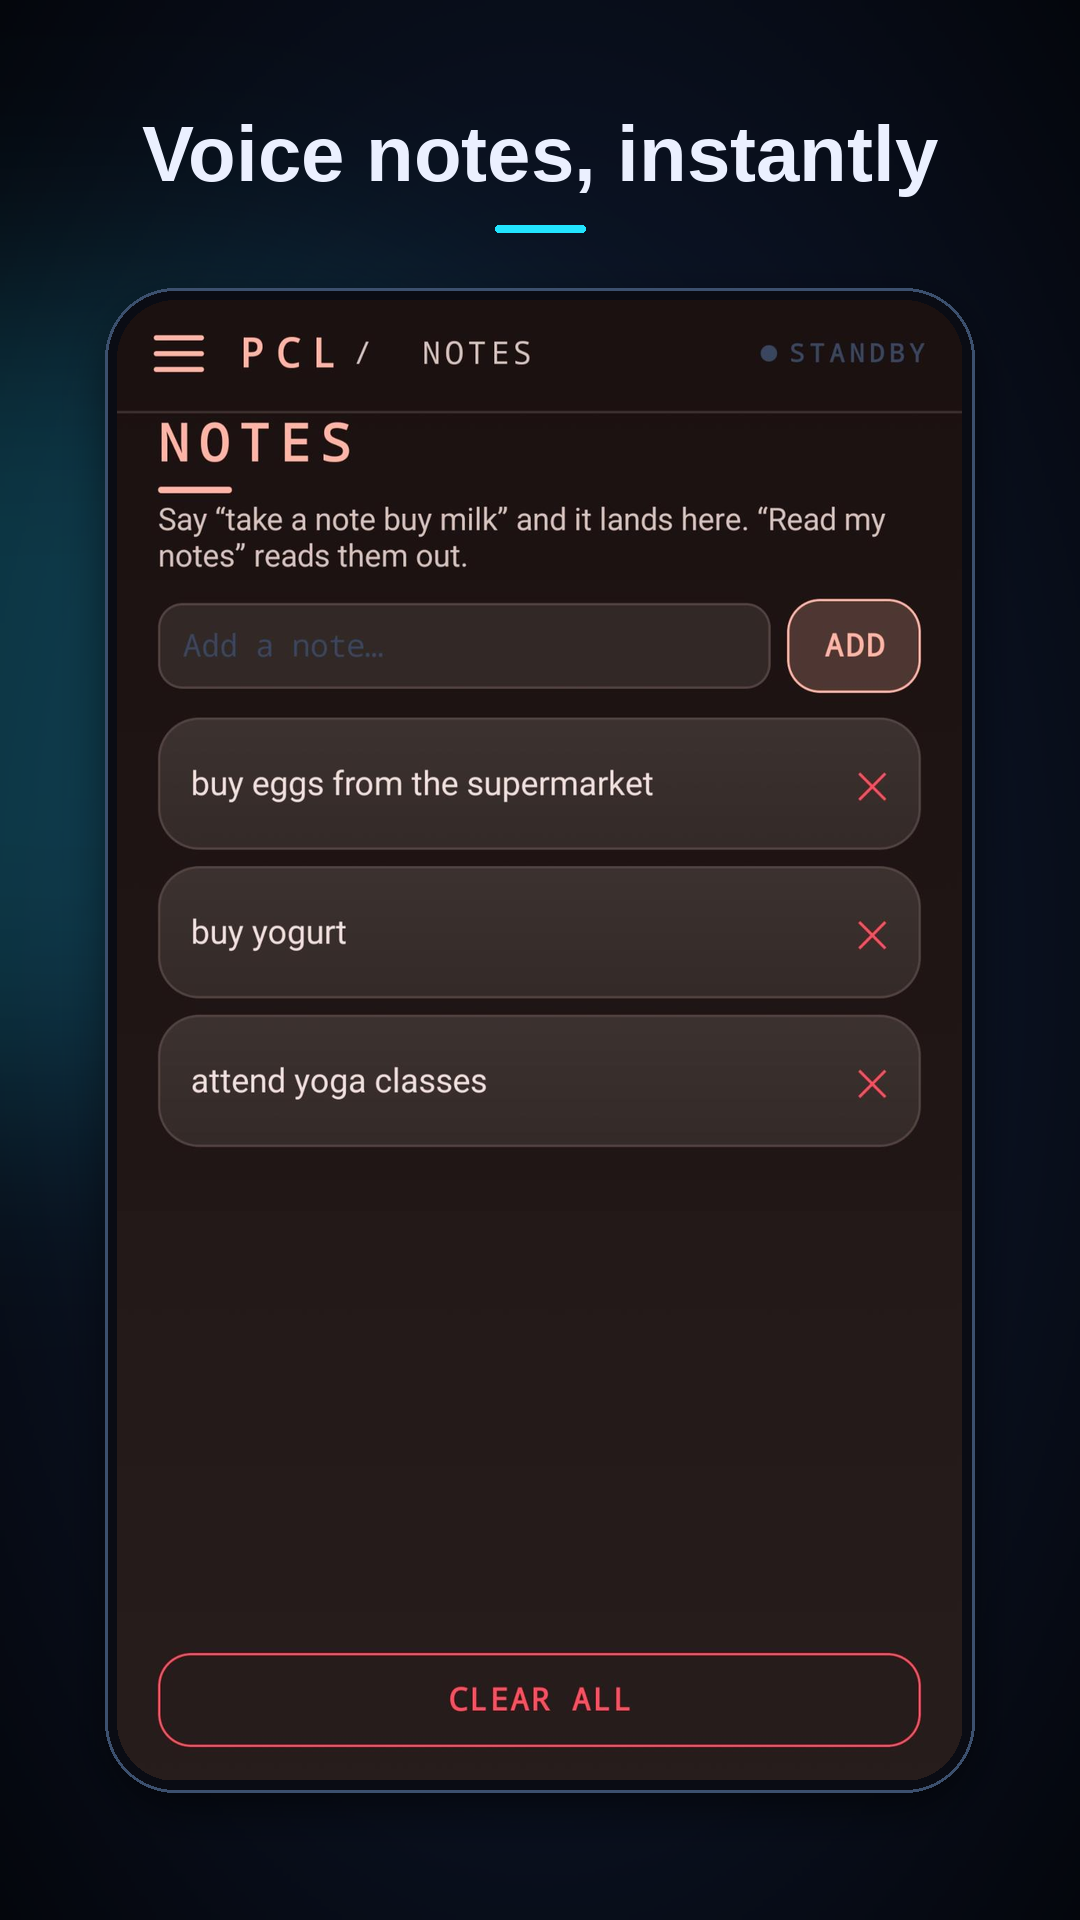 Voice notes, instantly
PCL / NOTES
STANDBY
NOTES
Say “take a note buy milk” and it lands here. “Read my
notes” reads them out.
Add a note…
ADD
buy eggs from the supermarket
buy yogurt
attend yoga classes
CLEAR ALL